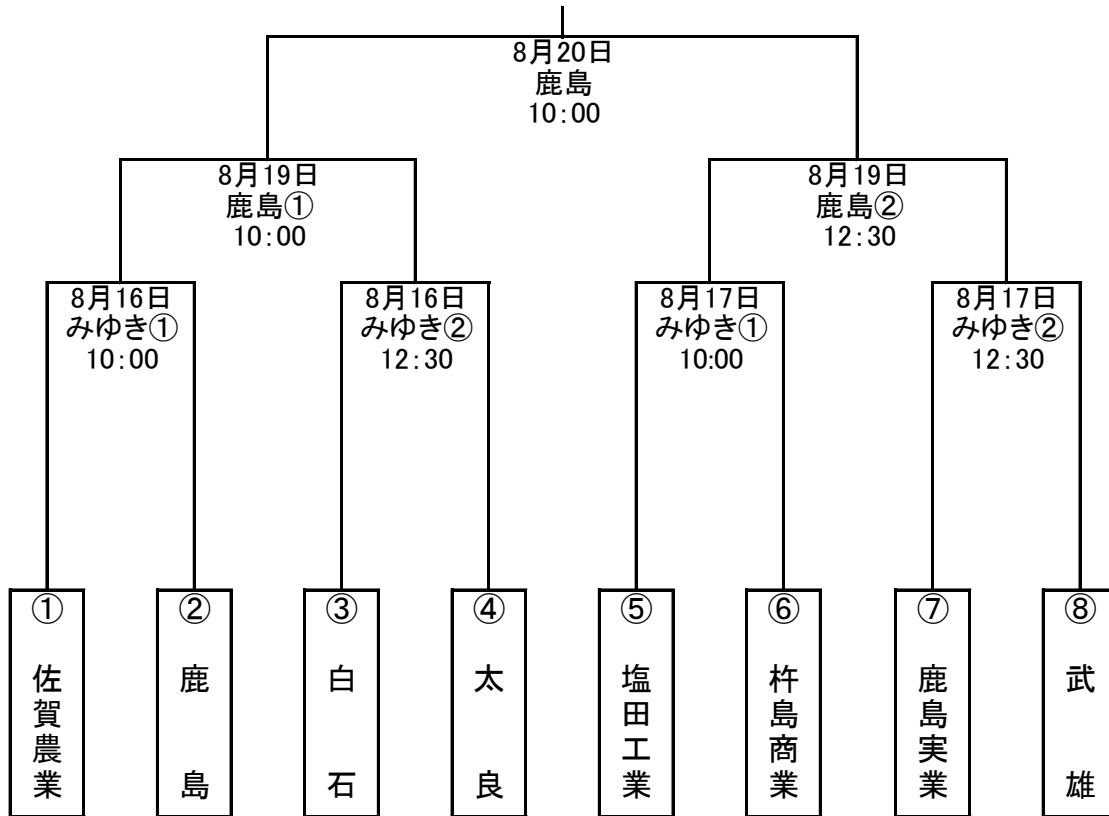 8月20日
鹿島
10:00
8月19日
鹿島①
10:00
8月19日
鹿島②
12:30
8月16日
みゆき①
10:00
8月16日
みゆき②
12:30
8月17日
みゆき①
10:00
8月17日
みゆき②
12:30
①
佐賀農業
②
鹿島
③
白石
④
太良
⑤
塩田工業
⑥
杵島商業
⑦
鹿島実業
⑧
武雄